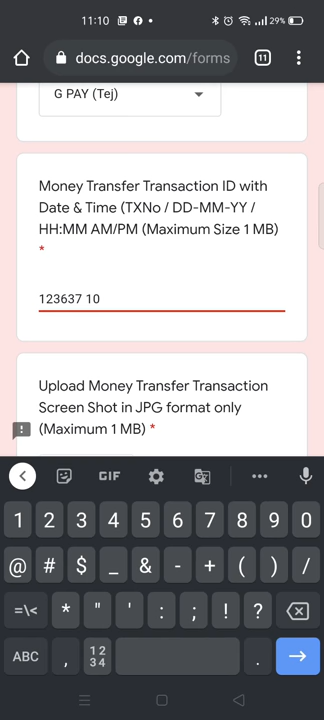 11:10
29%
docs.google.com/forms
11
G PAY (Tej)
Money Transfer Transaction ID with
Date & Time (TXNo / DD-MM-YY /
HH:MM AM/PM (Maximum Size 1 MB)
*
123637 10
Upload Money Transfer Transaction
Screen Shot in JPG format only
(Maximum 1 MB) *
GIF
1 2 3 4 5 6 7 8 9 0
@ # $ _ & - + ( ) /
=\< * " ' : ; ! ?
ABC , 12 34 .